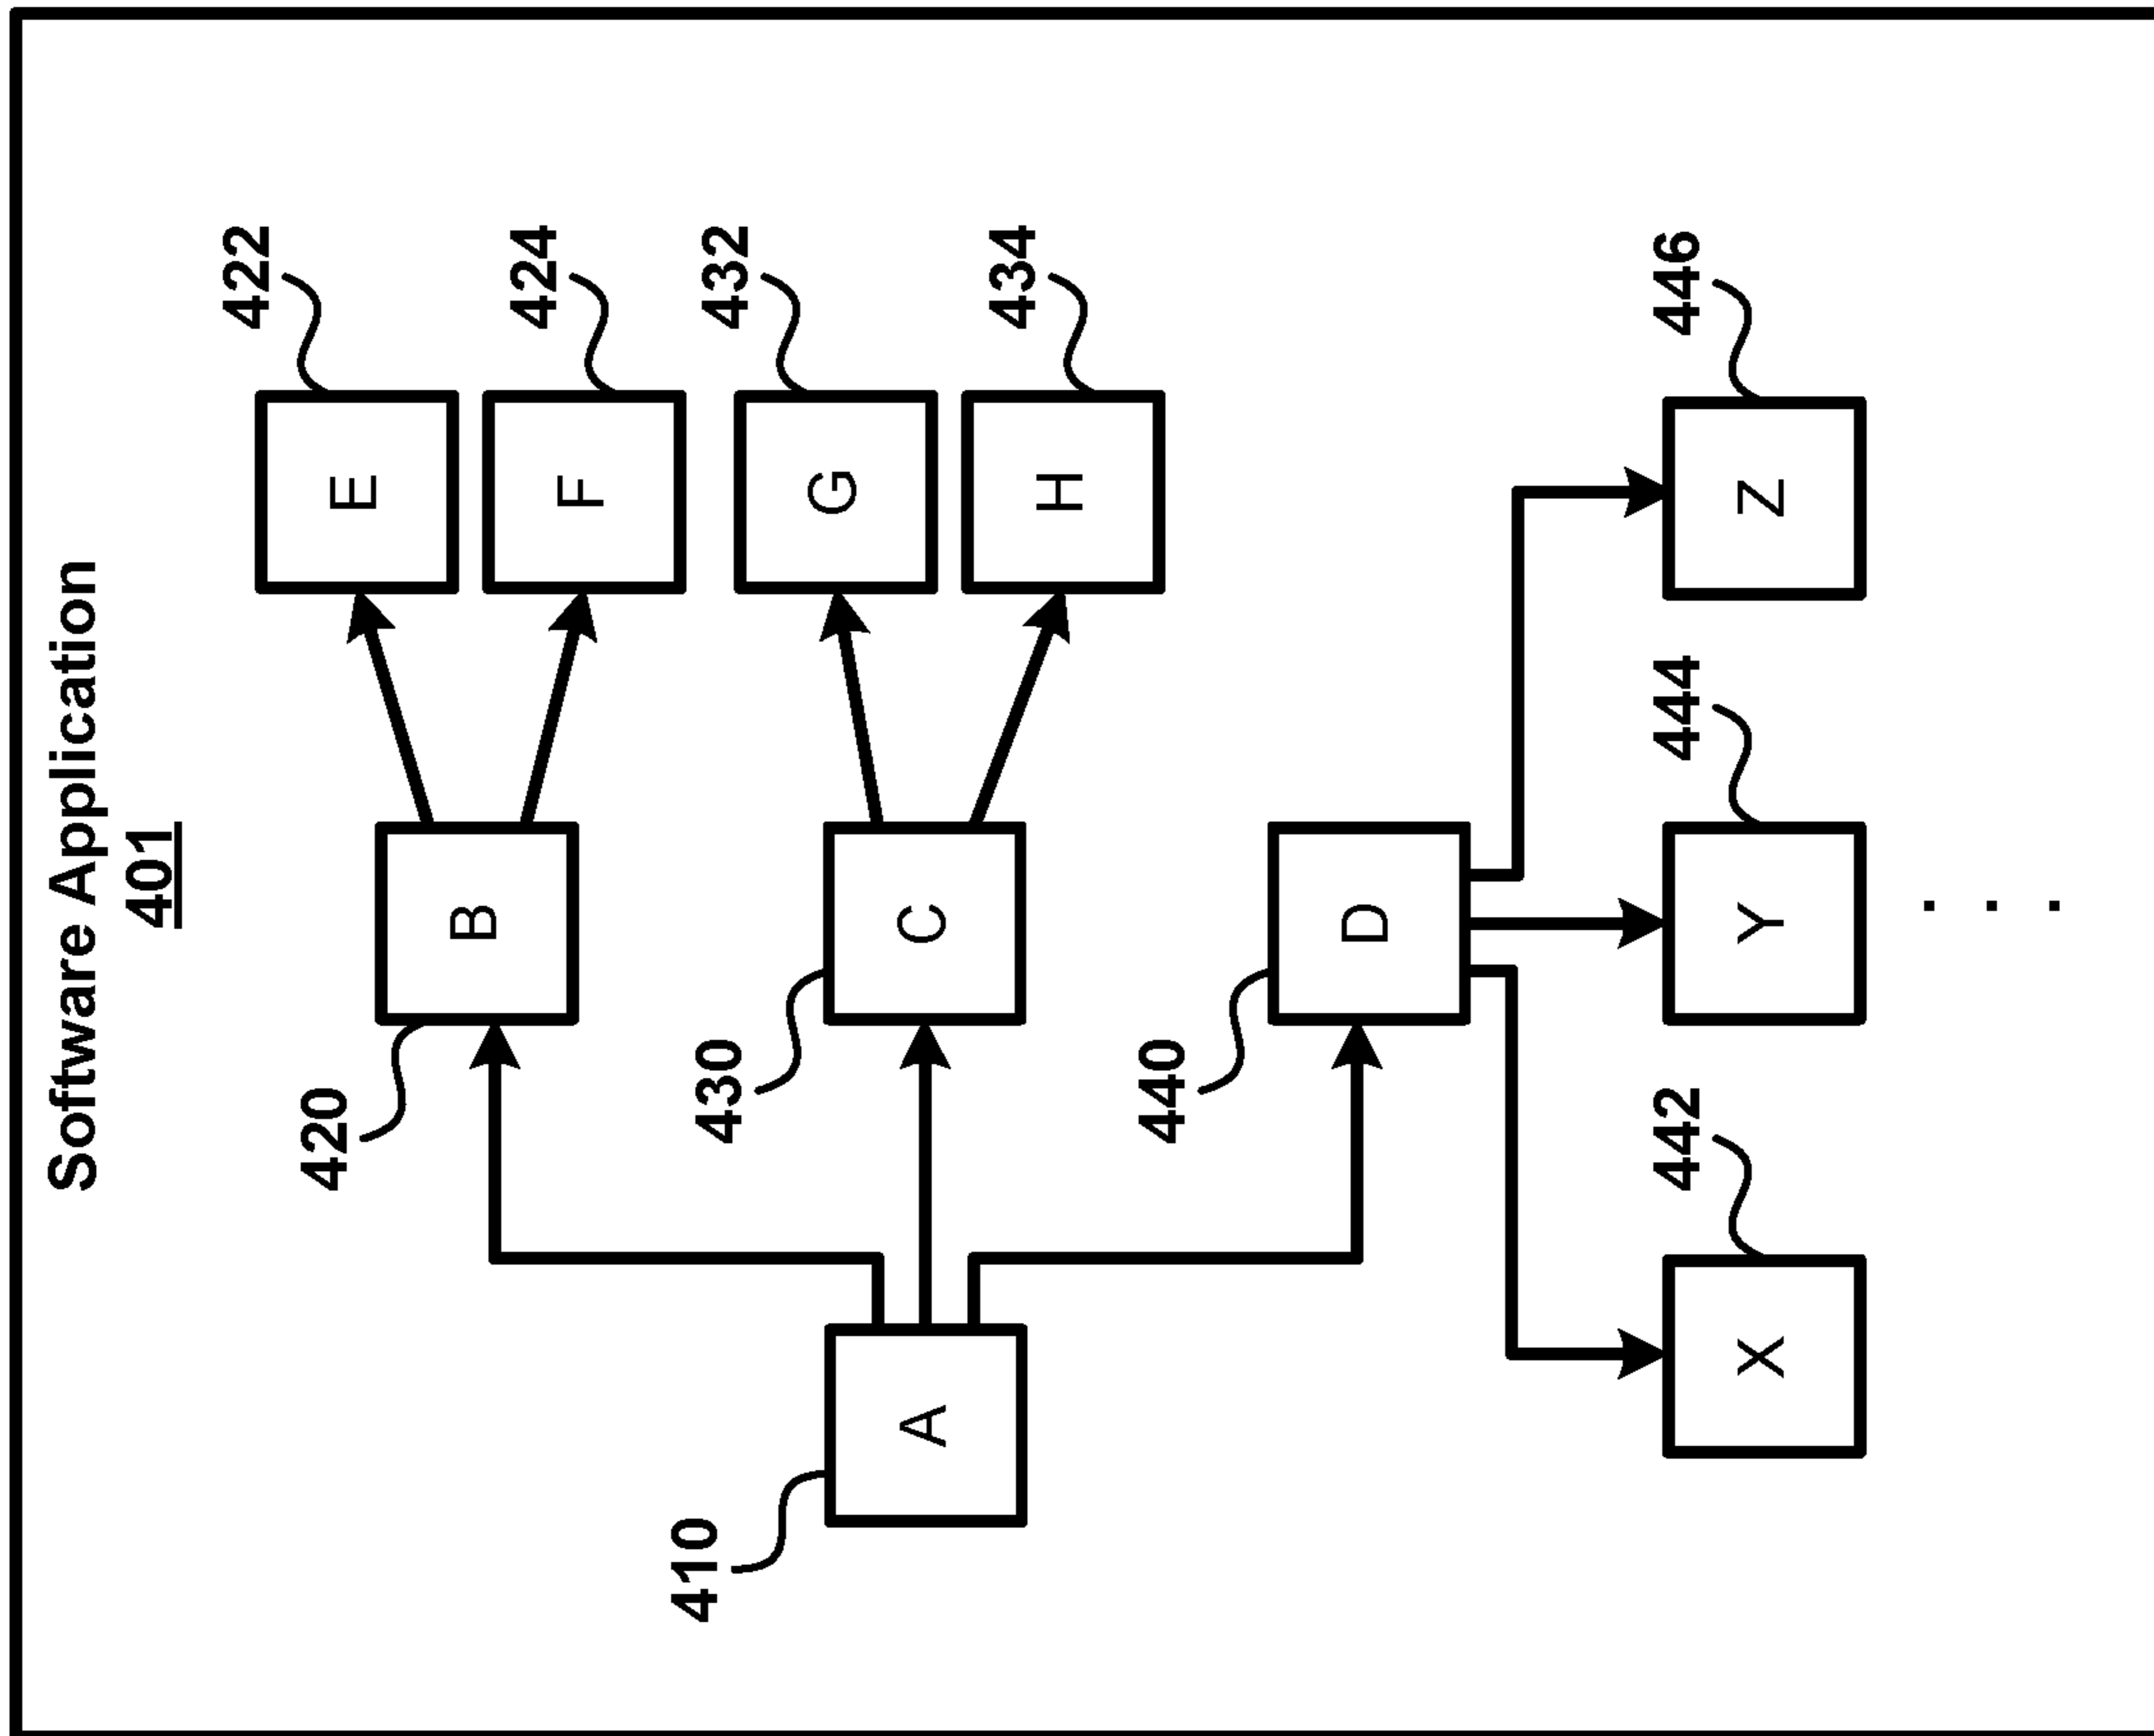 Software Application
401
420
B
E
422
F
424
410
A
430
C
G
432
H
434
440
D
442
X
444
Y
446
Z
. . .